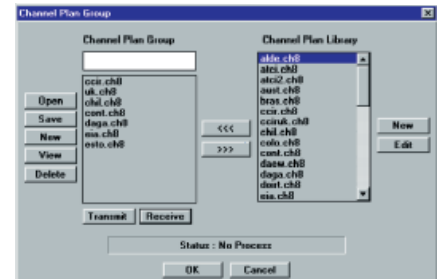 Channel Plan Group
Channel Plan Group
Channel Plan Library
Open
Save
New
View
Delete
ccir.ch8
uk.ch8
chil.ch8
cont.ch8
daga.ch8
eia.ch8
esto.ch8
<<<
>>>
alde.ch8
atci.ch8
atci2.ch8
aust.ch8
bras.ch8
ccir.ch8
cciruk.ch8
chil.ch8
colo.ch8
cont.ch8
daew.ch8
daga.ch8
dort.ch8
eia.ch8
New
Edit
Transmit
Receive
Status : No Process
OK
Cancel